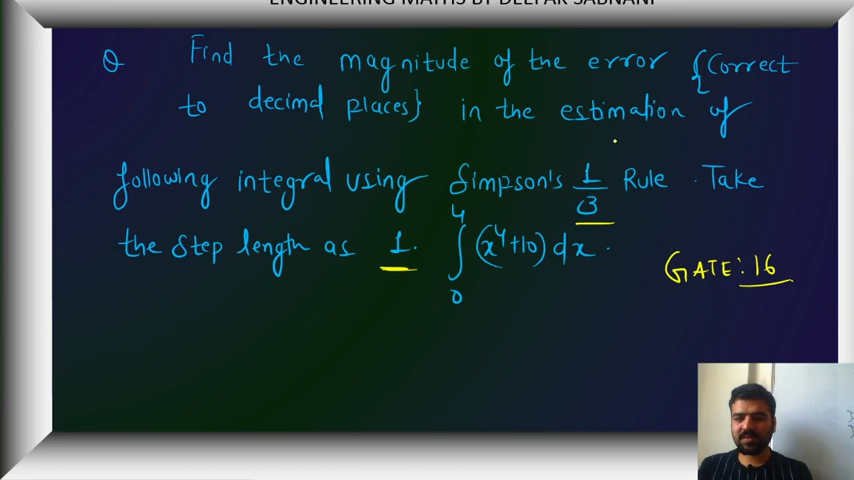 ENGINEERING MATHS BY DEEPAK SABNANI
Q Find the magnitude of the error {Correct
to decimal places} in the estimation of
following integral using Simpson's 1/3 Rule. Take
the step length as 1. ∫₀⁴ (x⁴+10) dx.
GATE: 16